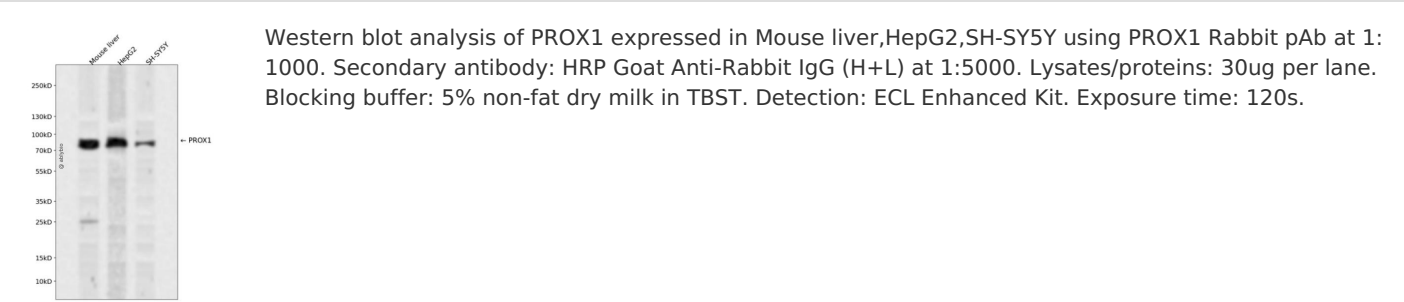 Mouse liver
HepG2
SH-SY5Y
250kD
130kD
100kD
70kD
55kD
35kD
25kD
15kD
10kD
← PROX1
Western blot analysis of PROX1 expressed in Mouse liver,HepG2,SH-SY5Y using PROX1 Rabbit pAb at 1:
1000. Secondary antibody: HRP Goat Anti-Rabbit IgG (H+L) at 1:5000. Lysates/proteins: 30ug per lane.
Blocking buffer: 5% non-fat dry milk in TBST. Detection: ECL Enhanced Kit. Exposure time: 120s.